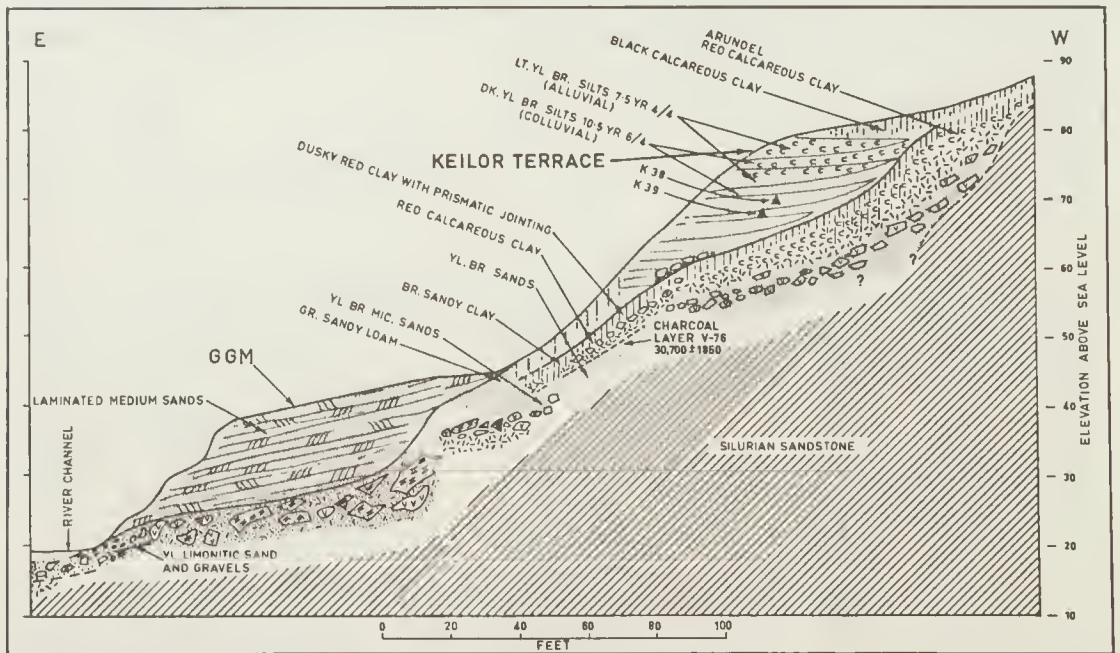 E
W
ARUNDEL
RED CALCAREOUS CLAY
BLACK CALCAREOUS CLAY
LT. YL BR. SILTS 7·5 YR 4/4
(ALLUVIAL)
DK. YL BR SILTS 10·5 YR 6/4
(COLLUVIAL)
KEILOR TERRACE
K 38
K 39
DUSKY RED CLAY WITH PRISMATIC JOINTING
RED CALCAREOUS CLAY
YL. BR. SANDS
BR. SANDY CLAY
YL BR MIC. SANDS
GR. SANDY LOAM
CHARCOAL
LAYER V-76
30,700 ± 1850
GGM
LAMINATED MEDIUM SANDS
RIVER CHANNEL
YL. LIMONITIC SAND
AND GRAVELS
SILURIAN SANDSTONE
?
?
90
80
70
60
50
40
30
20
10
ELEVATION ABOVE SEA LEVEL
0 20 40 60 80 100
FEET